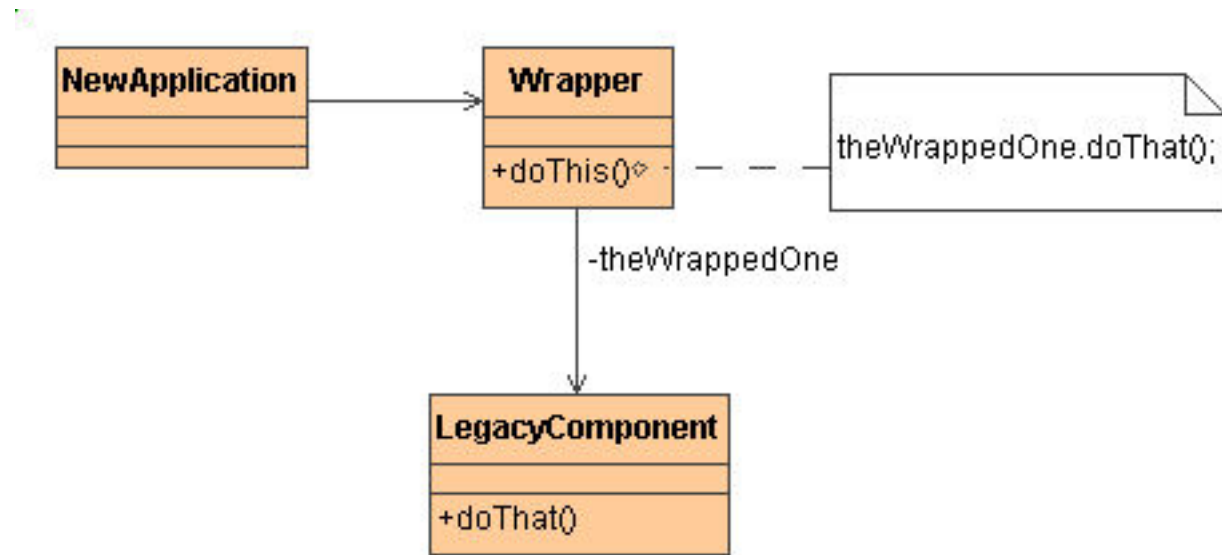 NewApplication
Wrapper
+doThis()
theWrappedOne.doThat();
-theWrappedOne
LegacyComponent
+doThat()